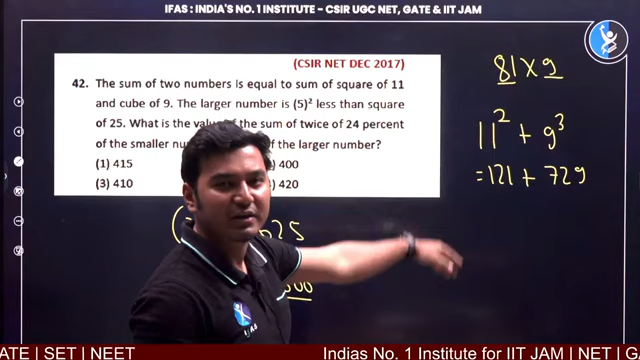 IFAS : INDIA'S NO. 1 INSTITUTE - CSIR UGC NET, GATE & IIT JAM
(CSIR NET DEC 2017)
42. The sum of two numbers is equal to sum of square of 11
and cube of 9. The larger number is (5)² less than square
of 25. What is the value of the sum of twice of 24 percent
of the smaller of the larger number?
(1) 415 400
(3) 410 420
81 × 9
11² + 9³
= 121 + 729
625
IFAS
ATE | SET | NEET Indias No. 1 Institute for IIT JAM | NET | G